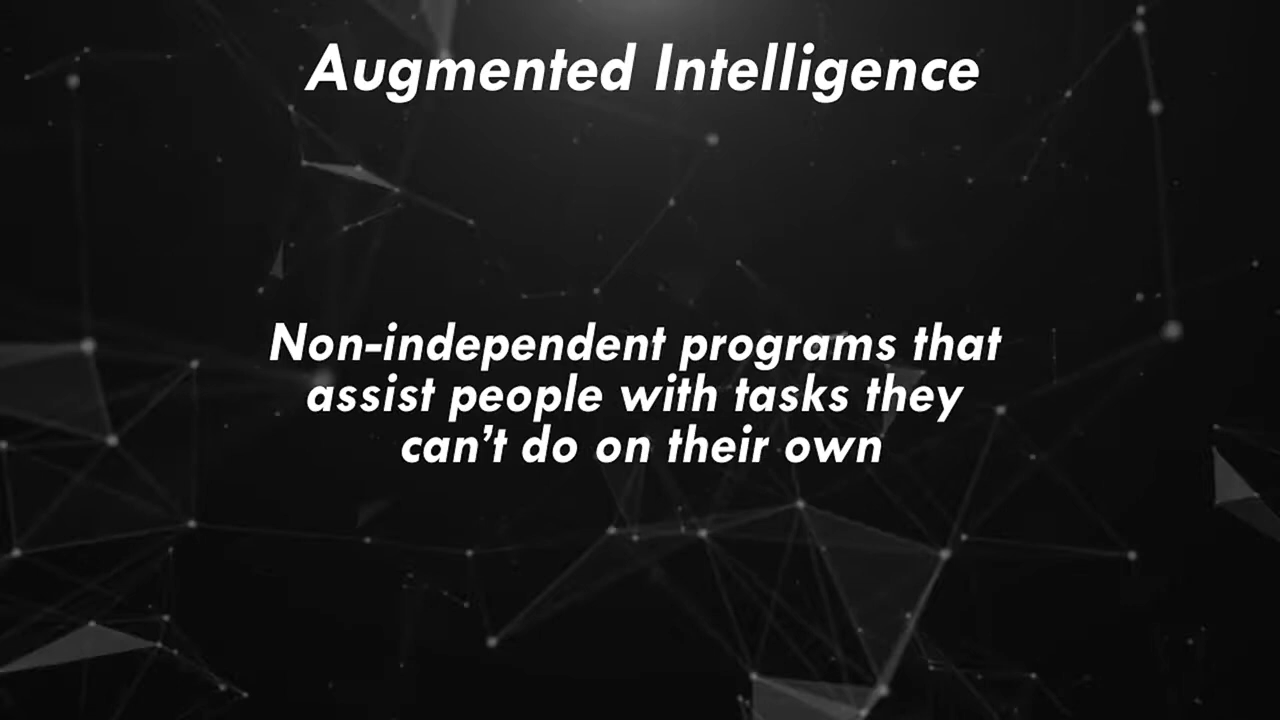 Augmented Intelligence
Non-independent programs that
assist people with tasks they
can’t do on their own